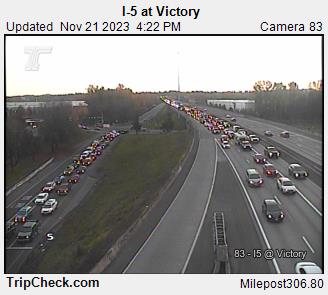 I-5 at Victory
Updated Nov 21 2023 4:22 PM Camera 83
S
83 - I5 @ Victory
TripCheck.com Milepost306.80